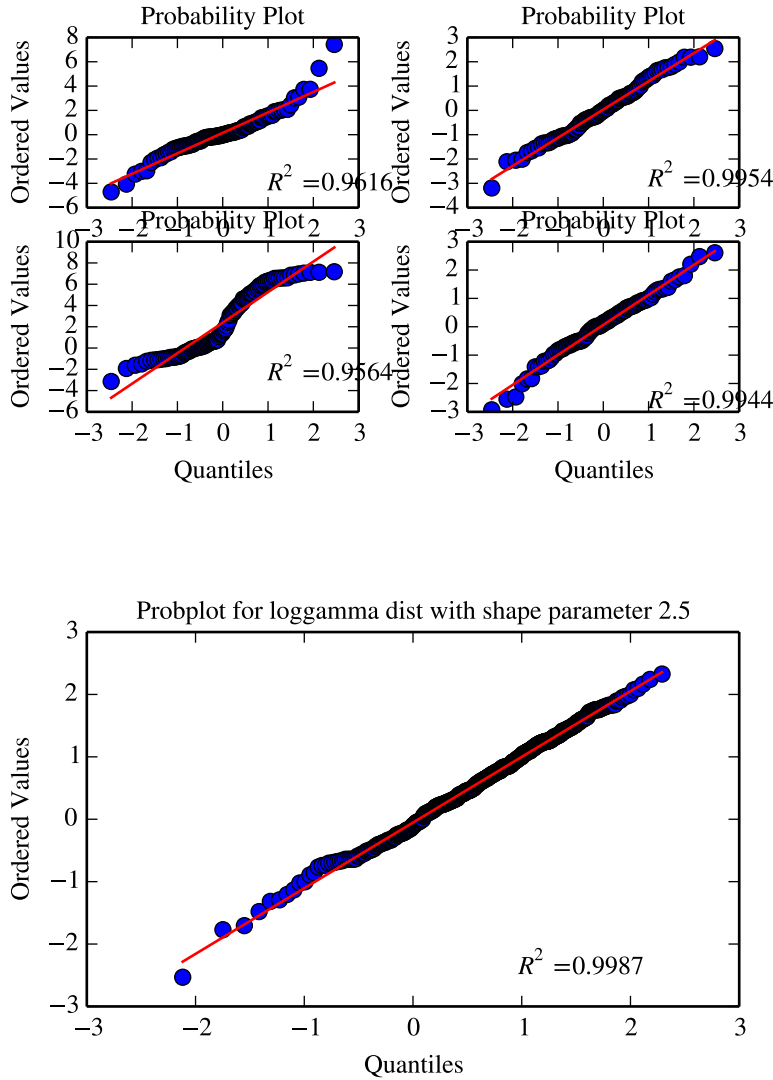 Probability Plot
Ordered Values
8
6
4
2
0
−2
−4
−6
−3 −2 −1 0 1 2 3
R² =0.9616
Probability Plot
Ordered Values
3
2
1
0
−1
−2
−3
−4
−3 −2 −1 0 1 2 3
R² =0.9954
Probability Plot
Ordered Values
10
8
6
4
2
0
−2
−4
−6
−3 −2 −1 0 1 2 3
R² =0.9564
Quantiles
Probability Plot
Ordered Values
3
2
1
0
−1
−2
−3
−3 −2 −1 0 1 2 3
R² =0.9944
Quantiles
Probplot for loggamma dist with shape parameter 2.5
Ordered Values
3
2
1
0
−1
−2
−3
−3 −2 −1 0 1 2 3
R² =0.9987
Quantiles